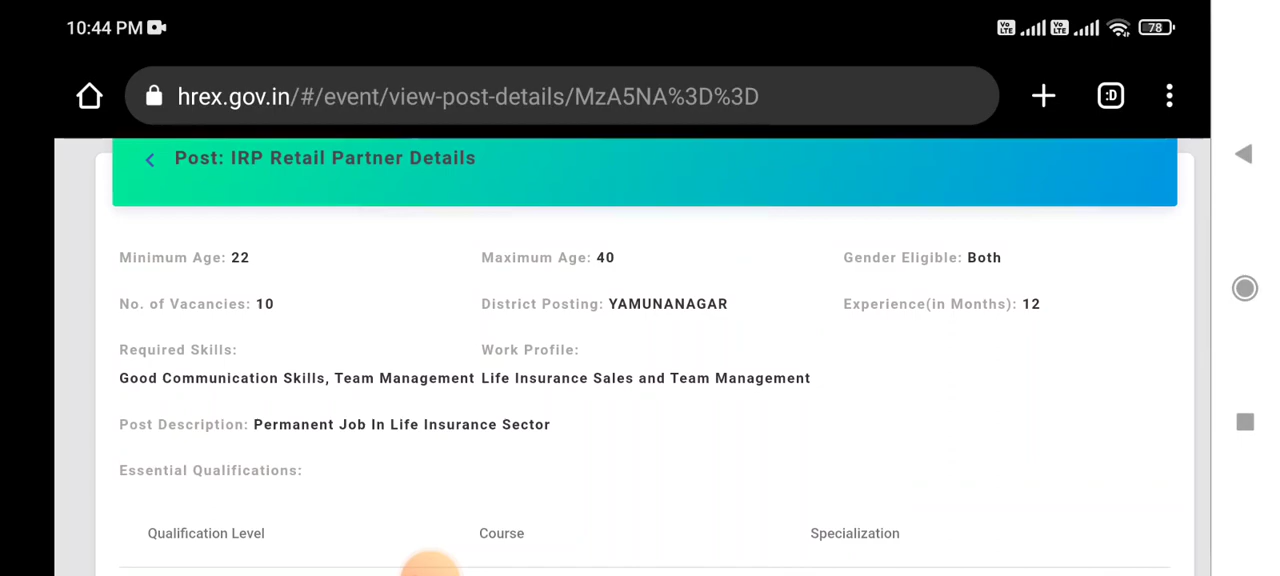 10:44 PM
78
hrex.gov.in/#/event/view-post-details/MzA5NA%3D%3D
:D
Post: IRP Retail Partner Details
Minimum Age: 22 Maximum Age: 40 Gender Eligible: Both
No. of Vacancies: 10 District Posting: YAMUNANAGAR Experience(in Months): 12
Required Skills: Work Profile:
Good Communication Skills, Team Management Life Insurance Sales and Team Management
Post Description: Permanent Job In Life Insurance Sector
Essential Qualifications:
Qualification Level Course Specialization